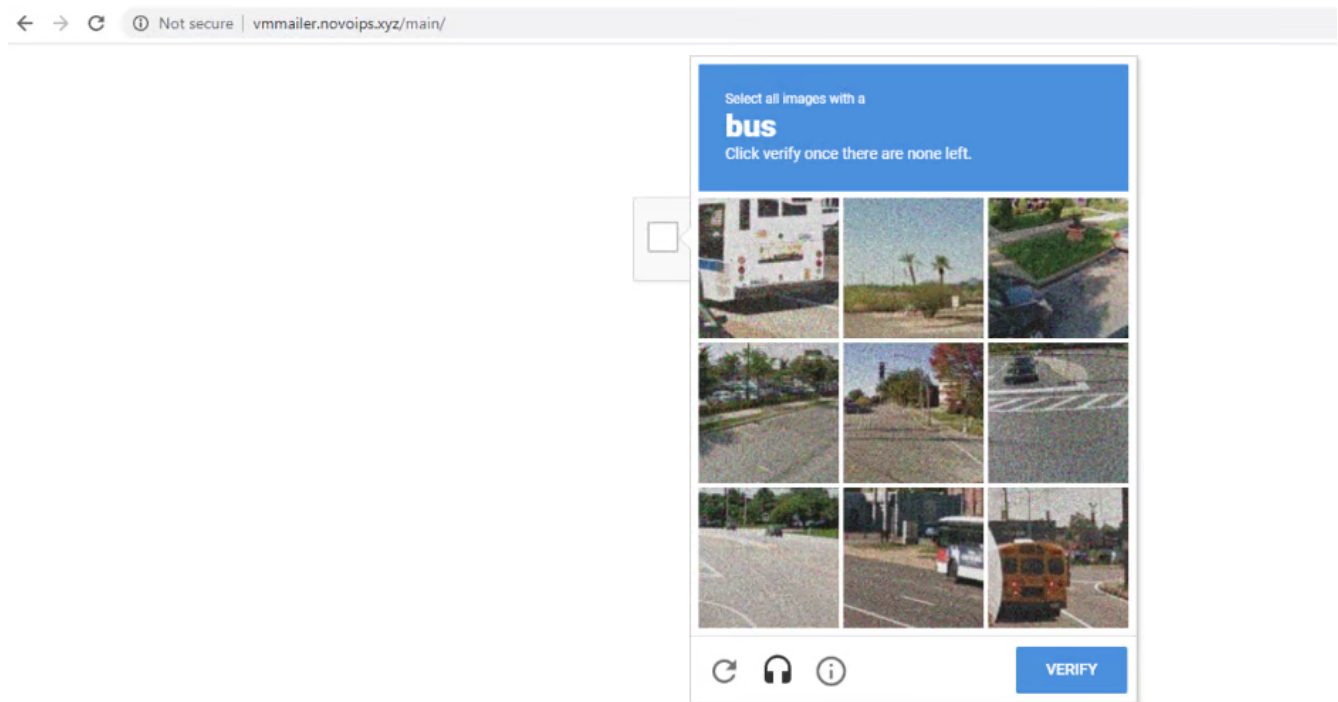 Not secure | vmmailer.novoips.xyz/main/
Select all images with a
bus
Click verify once there are none left.
VERIFY